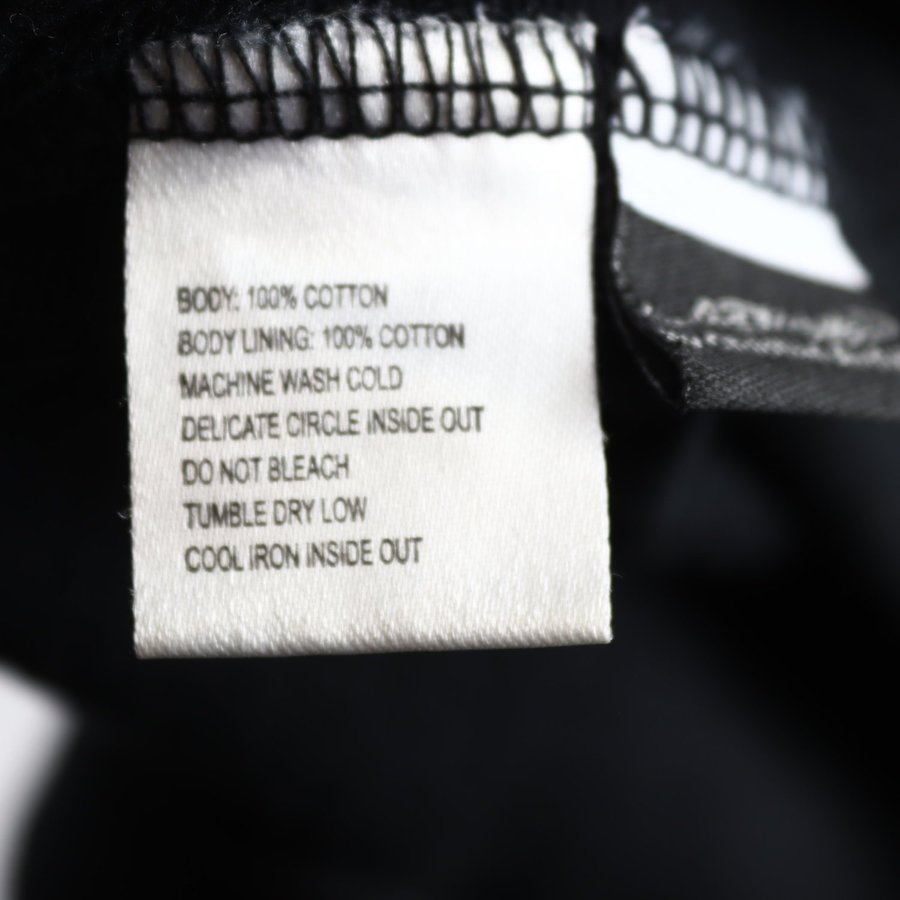 BODY: 100% COTTON
BODY LINING: 100% COTTON
MACHINE WASH COLD
DELICATE CIRCLE INSIDE OUT
DO NOT BLEACH
TUMBLE DRY LOW
COOL IRON INSIDE OUT